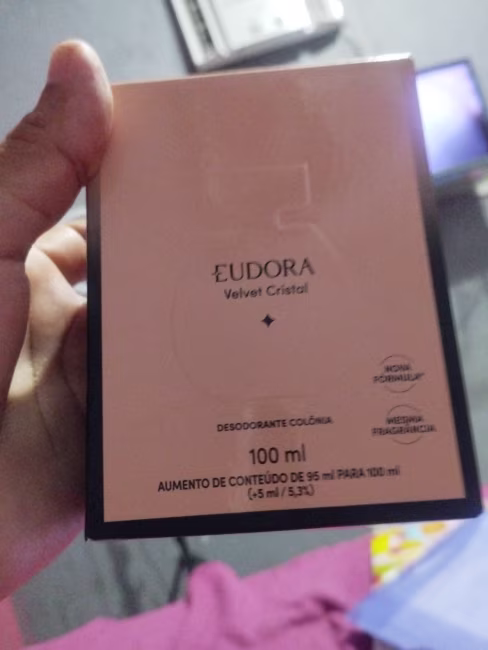 EUDORA
Velvet Cristal
NOVA
FÓRMULA*
DESODORANTE COLÔNIA
MESMA
FRAGRÂNCIA
100 ml
AUMENTO DE CONTEÚDO DE 95 ml PARA 100 ml
(+5 ml / 5,3%)